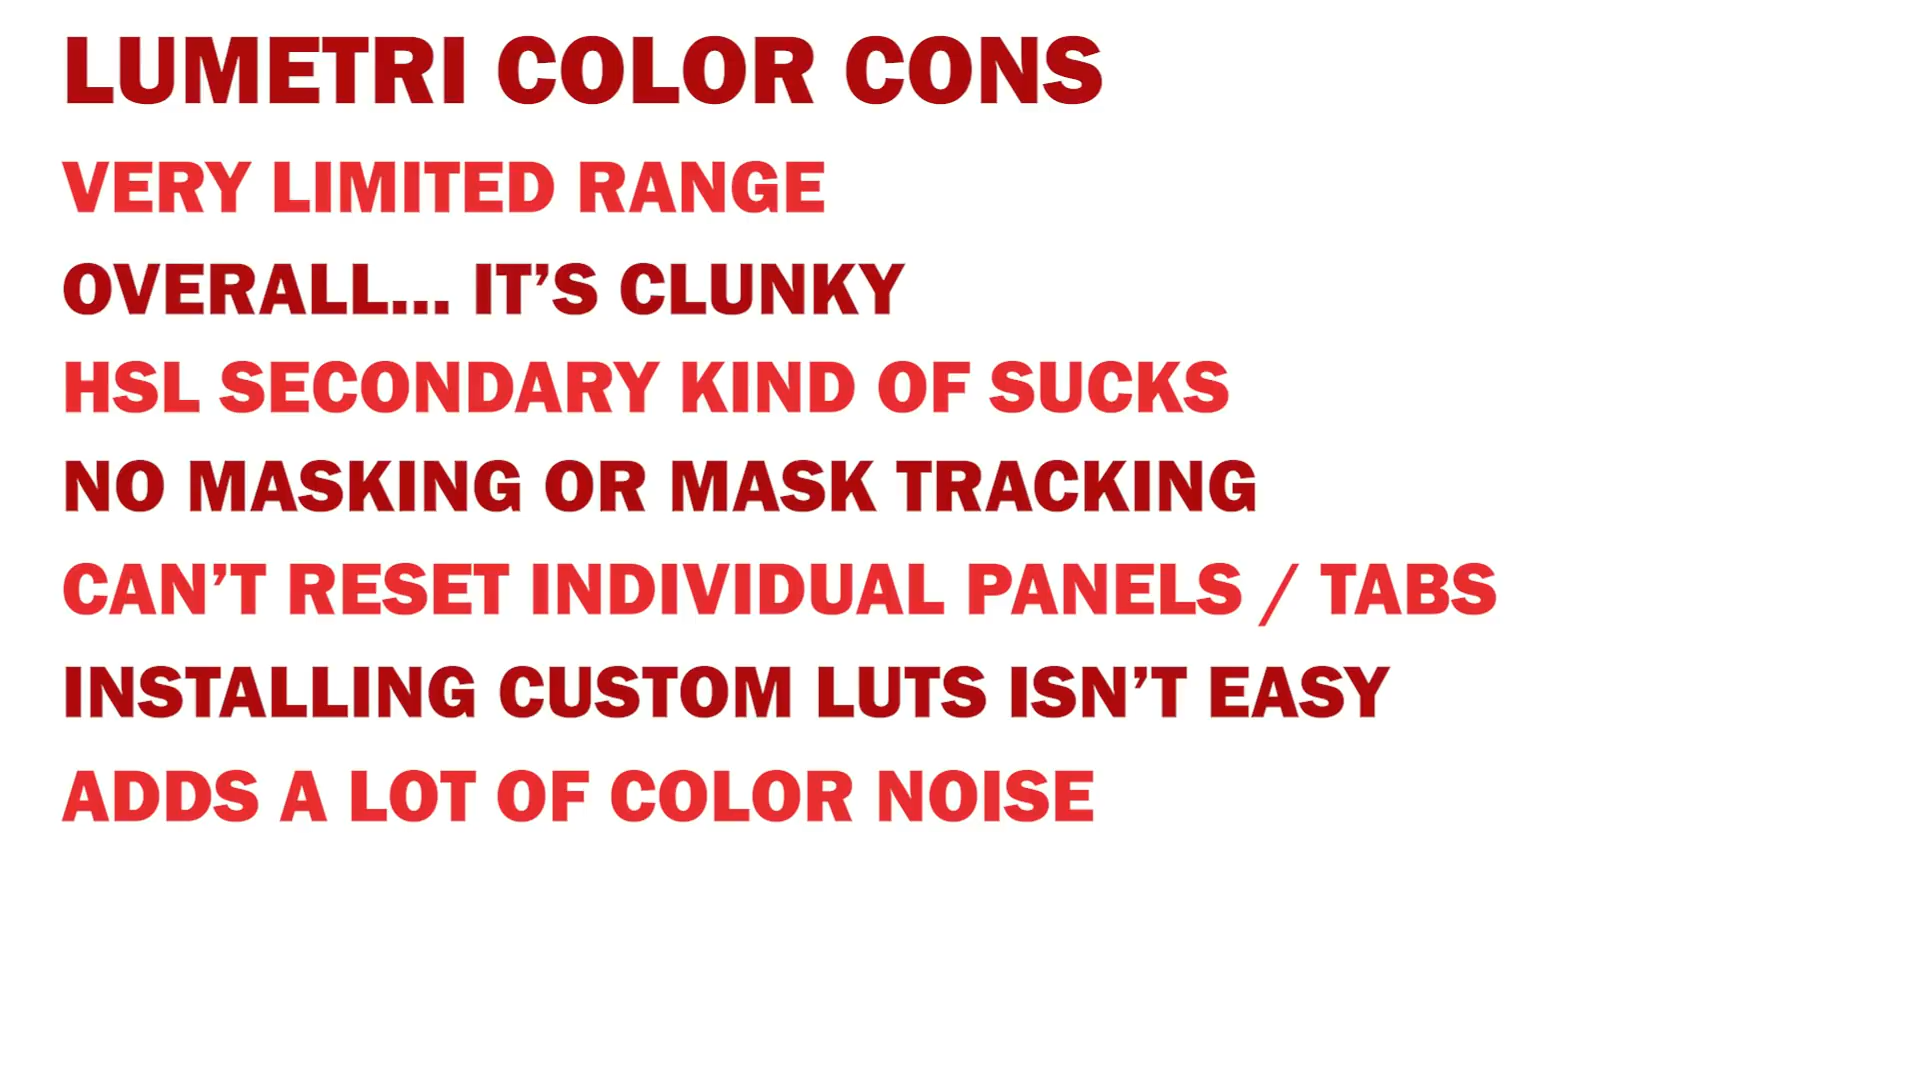 LUMETRI COLOR CONS
VERY LIMITED RANGE
OVERALL... IT’S CLUNKY
HSL SECONDARY KIND OF SUCKS
NO MASKING OR MASK TRACKING
CAN’T RESET INDIVIDUAL PANELS / TABS
INSTALLING CUSTOM LUTS ISN’T EASY
ADDS A LOT OF COLOR NOISE